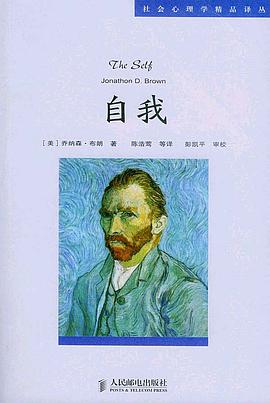 社会心理学精品译丛
The Self
Jonathon D. Brown
自我
[美] 乔纳森·布朗 著 陈浩莺 等译 彭凯平 审校
人民邮电出版社
POSTS & TELECOM PRESS